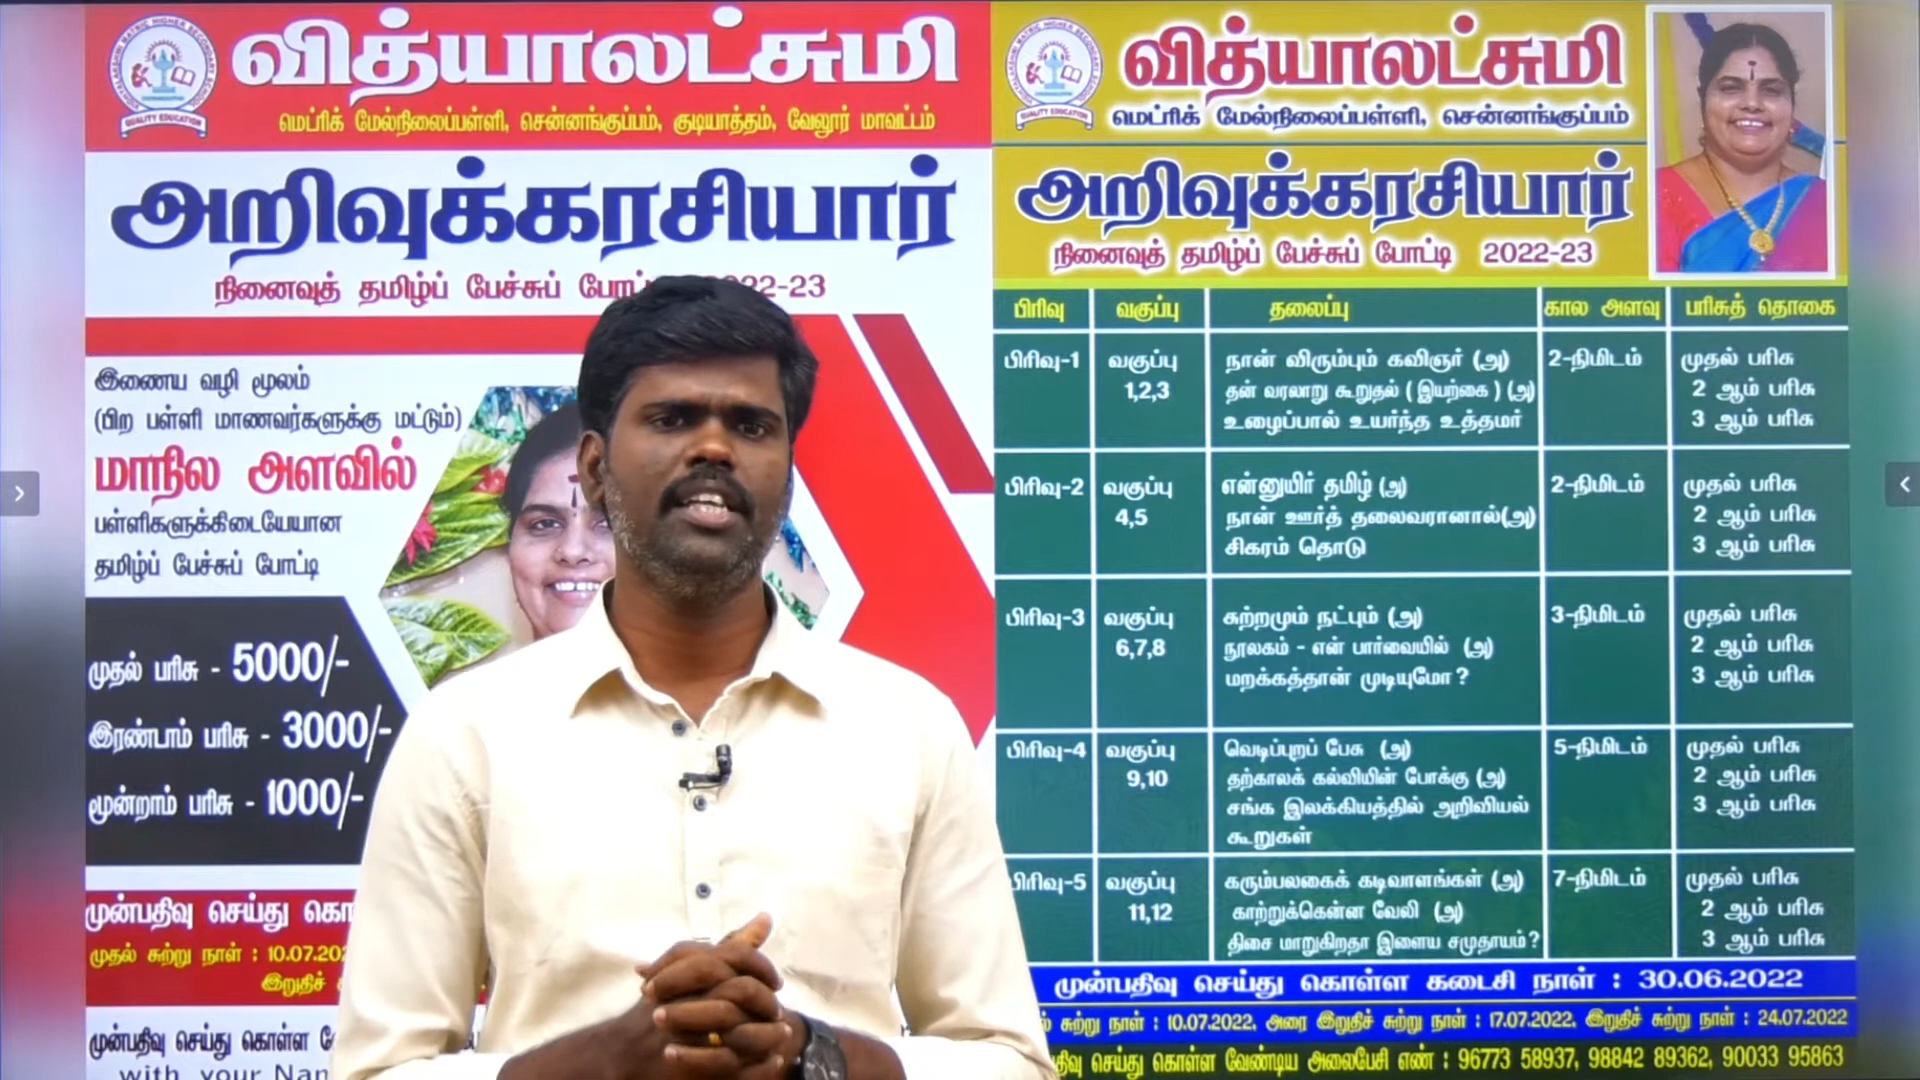 வித்யாலட்சுமி
மெட்ரிக் மேல்நிலைப்பள்ளி, சென்னங்குப்பம், குடியாத்தம், வேலூர் மாவட்டம்
QUALITY EDUCATION
அறிவுக்கரசியார்
நினைவுத் தமிழ்ப் பேச்சுப் 22-23
இணைய வழி மூலம்
(பிற பள்ளி மாணவர்களுக்கு மட்டும்)
மாநில அளவில்
பள்ளிகளுக்கிடையேயான
தமிழ்ப் பேச்சுப் போட்டி
முதல் பரிசு - 5000/-
இரண்டாம் பரிசு - 3000/-
மூன்றாம் பரிசு - 1000/-
முன்பதிவு செய்து
முதல் சுற்று நாள் : 10.07.
முன்பதிவு செய்து கொள்ள
with your
வித்யாலட்சுமி
மெட்ரிக் மேல்நிலைப்பள்ளி, சென்னங்குப்பம்
QUALITY EDUCATION
அறிவுக்கரசியார்
நினைவுத் தமிழ்ப் பேச்சுப் போட்டி 2022-23
பிரிவு வகுப்பு தலைப்பு கால அளவு பரிசுத் தொகை
பிரிவு-1 வகுப்பு நான் விரும்பும் கவிஞர் (அ) 2-நிமிடம் முதல் பரிசு
1,2,3 தன் வரலாறு கூறுதல் ( இயற்கை ) (அ) 2 ஆம் பரிசு
உழைப்பால் உயர்ந்த உத்தமர் 3 ஆம் பரிசு
பிரிவு-2 வகுப்பு என்னுயிர் தமிழ் (அ) 2-நிமிடம் முதல் பரிசு
4,5 நான் ஊர்த் தலைவரானால்(அ) 2 ஆம் பரிசு
சிகரம் தொடு 3 ஆம் பரிசு
பிரிவு-3 வகுப்பு சுற்றமும் நட்பும் (அ) 3-நிமிடம் முதல் பரிசு
6,7,8 நூலகம் - என் பார்வையில் (அ) 2 ஆம் பரிசு
மறக்கத்தான் முடியுமோ ? 3 ஆம் பரிசு
பிரிவு-4 வகுப்பு வெடிப்புறப் பேசு (அ) 5-நிமிடம் முதல் பரிசு
9,10 தற்காலக் கல்வியின் போக்கு (அ) 2 ஆம் பரிசு
சங்க இலக்கியத்தில் அறிவியல் 3 ஆம் பரிசு
கூறுகள்
பிரிவு-5 வகுப்பு கரும்பலகைக் கடிவாளங்கள் (அ) 7-நிமிடம் முதல் பரிசு
11,12 காற்றுக்கென்ன வேலி (அ) 2 ஆம் பரிசு
திசை மாறுகிறதா இளைய சமுதாயம்? 3 ஆம் பரிசு
முன்பதிவு செய்து கொள்ள கடைசி நாள் : 30.06.2022
சுற்று நாள் : 10.07.2022, அரை இறுதிச் சுற்று நாள் : 17.07.2022, இறுதிச் சுற்று நாள் : 24.07.2022
செய்து கொள்ள வேண்டிய அலைபேசி எண் : 96773 58937, 98842 89362, 90033 95863